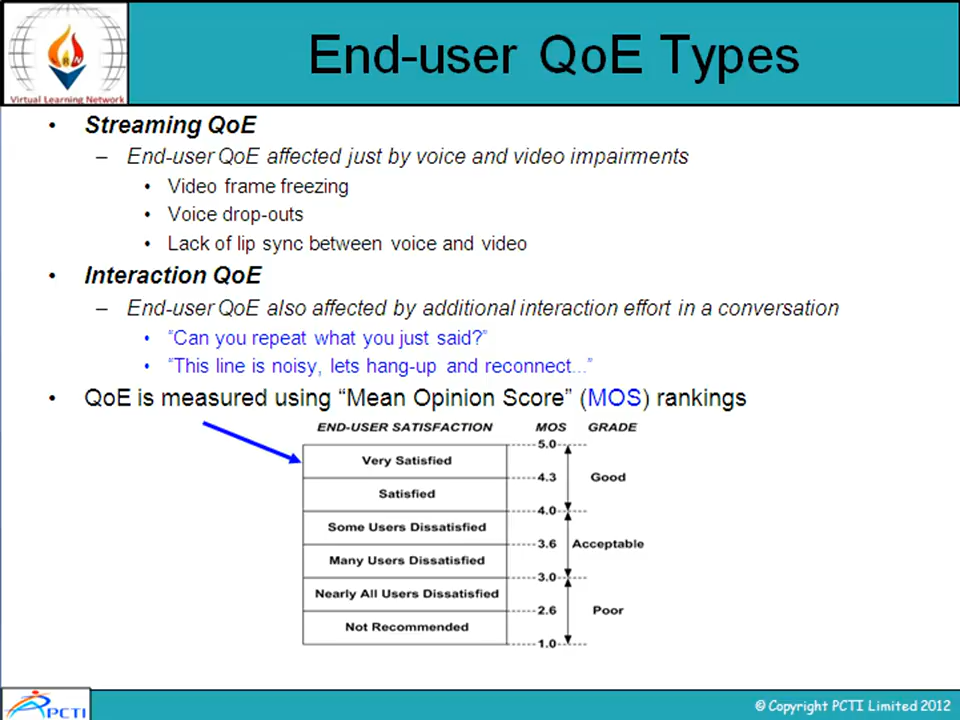 End-user QoE Types
Virtual Learning Network
• Streaming QoE
– End-user QoE affected just by voice and video impairments
• Video frame freezing
• Voice drop-outs
• Lack of lip sync between voice and video
• Interaction QoE
– End-user QoE also affected by additional interaction effort in a conversation
• "Can you repeat what you just said?"
• "This line is noisy, lets hang-up and reconnect..."
• QoE is measured using “Mean Opinion Score” (MOS) rankings
END-USER SATISFACTION MOS GRADE
5.0
Very Satisfied
4.3 Good
Satisfied
4.0
Some Users Dissatisfied
3.6 Acceptable
Many Users Dissatisfied
3.0
Nearly All Users Dissatisfied
2.6 Poor
Not Recommended
1.0
PCTI
© Copyright PCTI Limited 2012